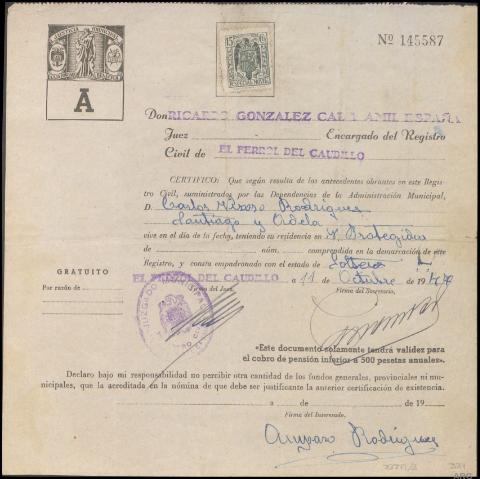 Nº 145587
A
Don RICARDO GONZALEZ CAL Y AMIL ESPAÑA
Juez - Encargado del Registro
Civil de EL FERROL DEL CAUDILLO
CERTIFICO: Que según resulta de los antecedentes obrantes en este Regis-
tro Civil, suministrados por las Dependencias de la Administración Municipal,
D. Carlos Rodríguez
Santiago y
vive en el día de la fecha, teniendo su residencia en
de núm. comprendida en la demarcación de este
Registro, y consta empadronado con el estado de Soltero
EL FERROL DEL CAUDILLO a 11 de Octubre de 19
GRATUITO
Por razón de
Firma del Juez.
Firma del Secretario.
JUZGADO
«Este documento solamente tendrá validez para
el cobro de pensión inferior a 500 pesetas anuales».
Declaro bajo mi responsabilidad no percibir otra cantidad de los fondos generales, provinciales ni mu-
nicipales, que la acreditada en la nómina de que debe ser justificante la anterior certificación de existencia.
a de de 19
Firma del Interesado.
Amparo Rodríguez